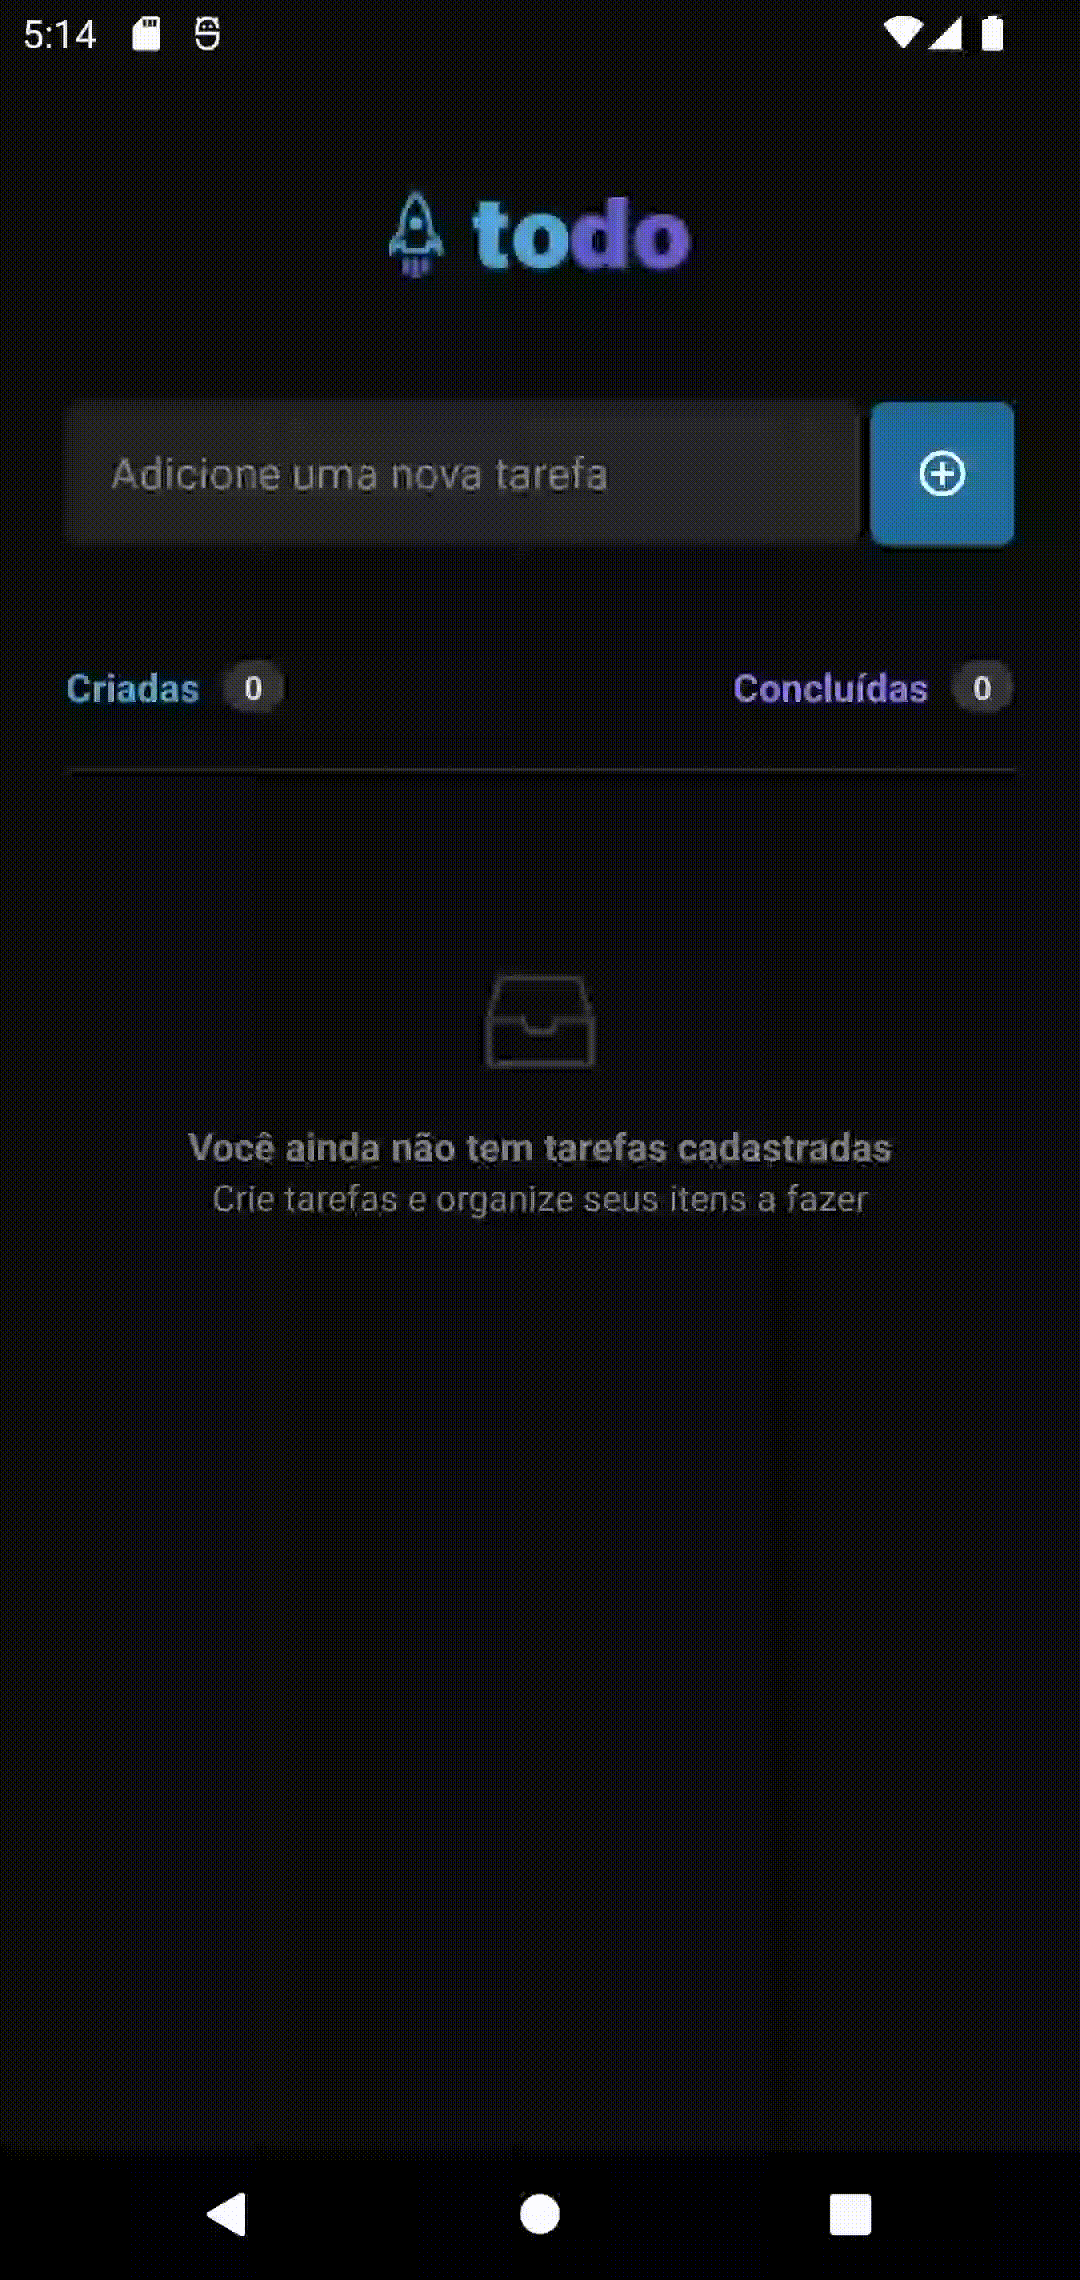 5:14
todo
Adicione uma nova tarefa
Criadas 0
Concluídas 0
Você ainda não tem tarefas cadastradas
Crie tarefas e organize seus itens a fazer